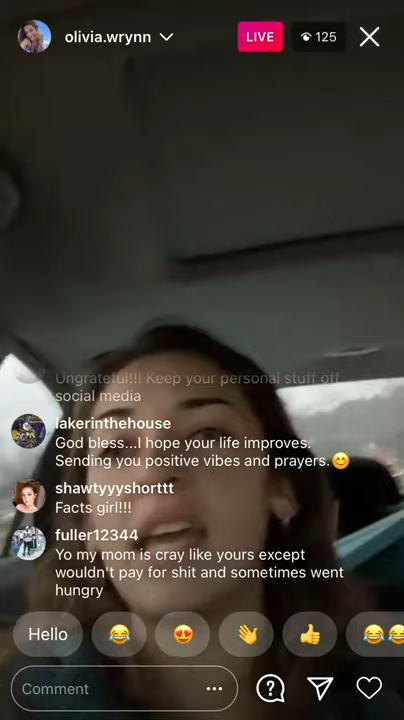 olivia.wrynn
LIVE
125
Ungrateful!!! Keep your personal stuff off
social media
lakerinthehouse
God bless...I hope your life improves.
Sending you positive vibes and prayers.😊
shawtyyyshorttt
Facts girl!!!
fuller12344
Yo my mom is cray like yours except
wouldn't pay for shit and sometimes went
hungry
Hello 😂 😍 👋 👍 😂😂
Comment